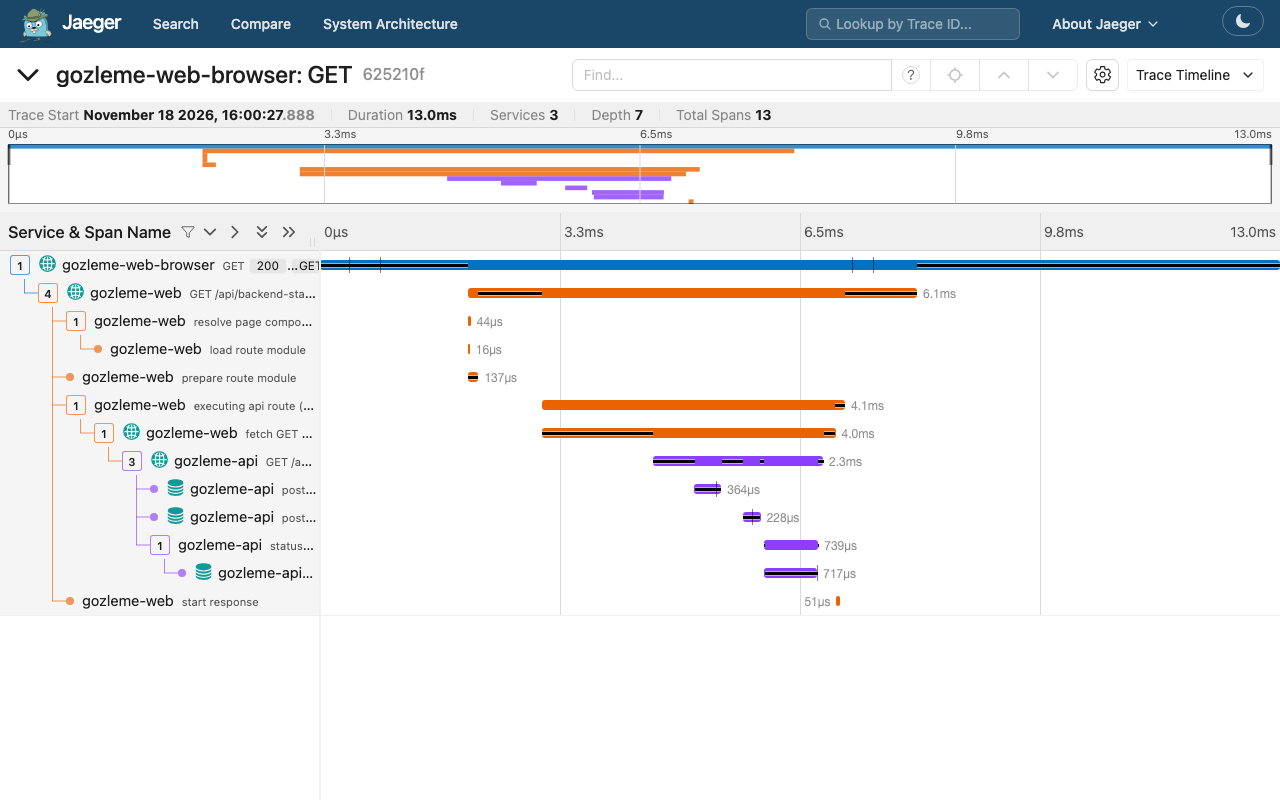 Jaeger Search Compare System Architecture Lookup by Trace ID... About Jaeger
gozleme-web-browser: GET 625210f Find... ? Trace Timeline
Trace Start November 18 2026, 16:00:27.888 Duration 13.0ms Services 3 Depth 7 Total Spans 13
0μs 3.3ms 6.5ms 9.8ms 13.0ms
Service & Span Name 0μs 3.3ms 6.5ms 9.8ms 13.0ms
1 gozleme-web-browser GET 200 ...GET
4 gozleme-web GET /api/backend-sta... 6.1ms
1 gozleme-web resolve page compo... 44μs
gozleme-web load route module 16μs
gozleme-web prepare route module 137μs
1 gozleme-web executing api route (... 4.1ms
1 gozleme-web fetch GET ... 4.0ms
3 gozleme-api GET /a... 2.3ms
gozleme-api post... 364μs
gozleme-api post... 228μs
1 gozleme-api status... 739μs
gozleme-api... 717μs
gozleme-web start response 51μs